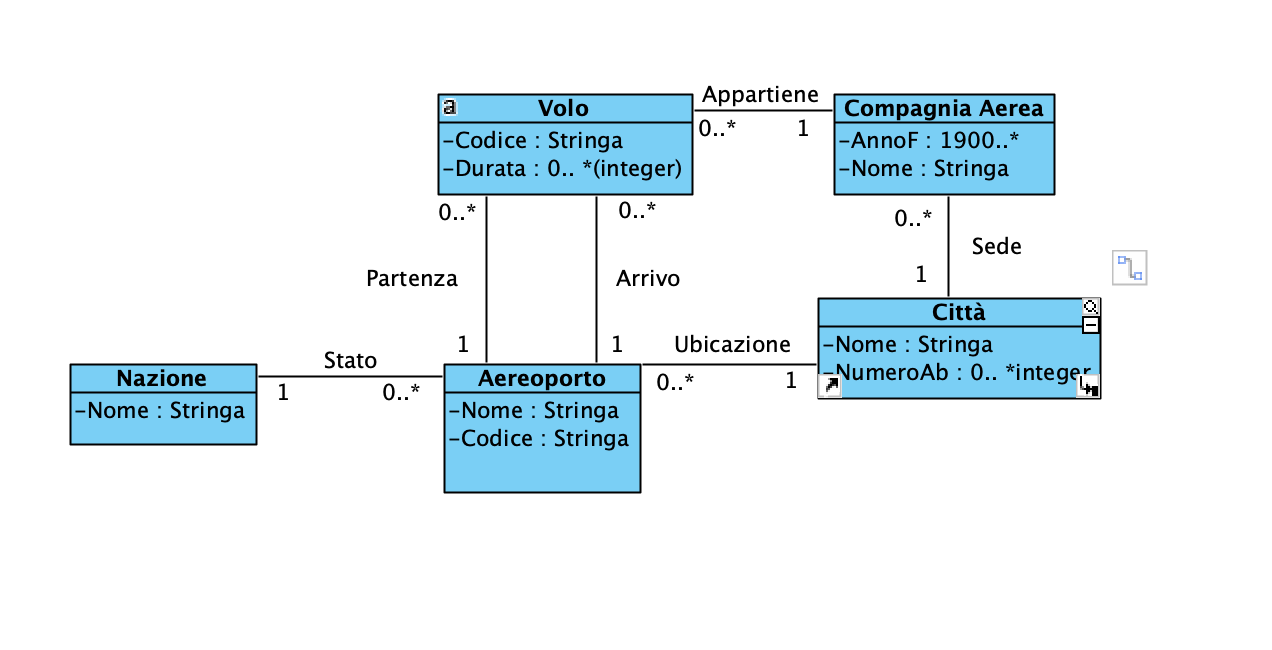 Appartiene
a
Volo
-Codice : Stringa
-Durata : 0.. *(integer)
0..*
1
Compagnia Aerea
-AnnoF : 1900..*
-Nome : Stringa
0..*
0..*
0..*
Sede
Partenza
Arrivo
1
1
1
Ubicazione
0..*
1
Città
-Nome : Stringa
-NumeroAb : 0.. *integer
Stato
1
0..*
Nazione
-Nome : Stringa
Aereoporto
-Nome : Stringa
-Codice : Stringa